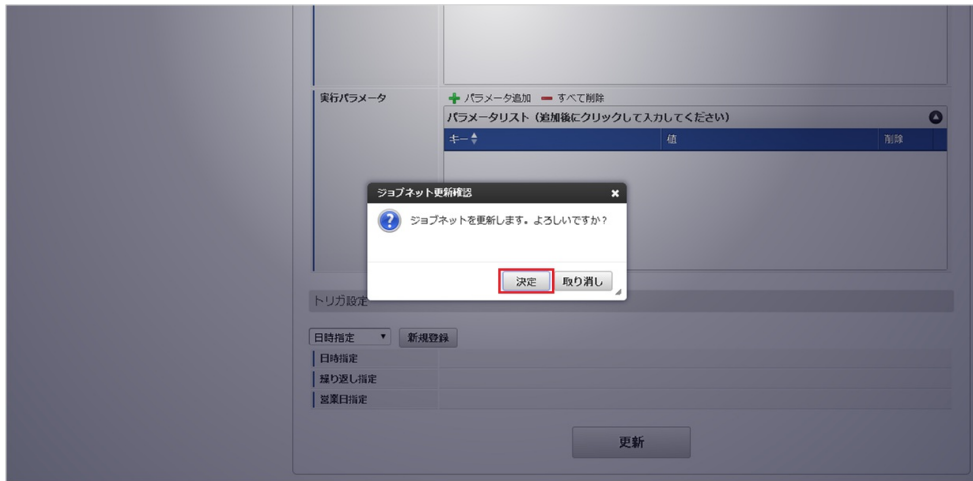 実行パラメータ
パラメータ追加 すべて削除
パラメータリスト（追加後にクリックして入力してください）
キー 値 削除
ジョブネット更新確認
ジョブネットを更新します。よろしいですか？
決定 取り消し
トリガ設定
日時指定 新規登録
日時指定
繰り返し指定
営業日指定
更新